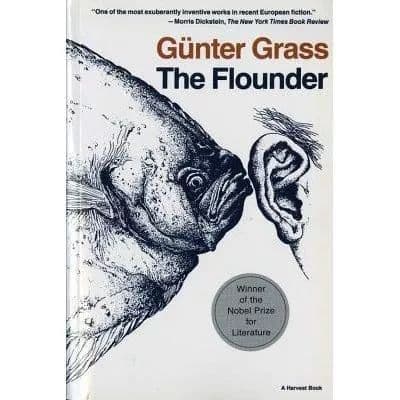 "One of the most exuberantly inventive works in recent European fiction."
—Morris Dickstein, The New York Times Book Review
Günter Grass
The Flounder
Winner
of the
Nobel Prize
for
Literature
A Harvest Book